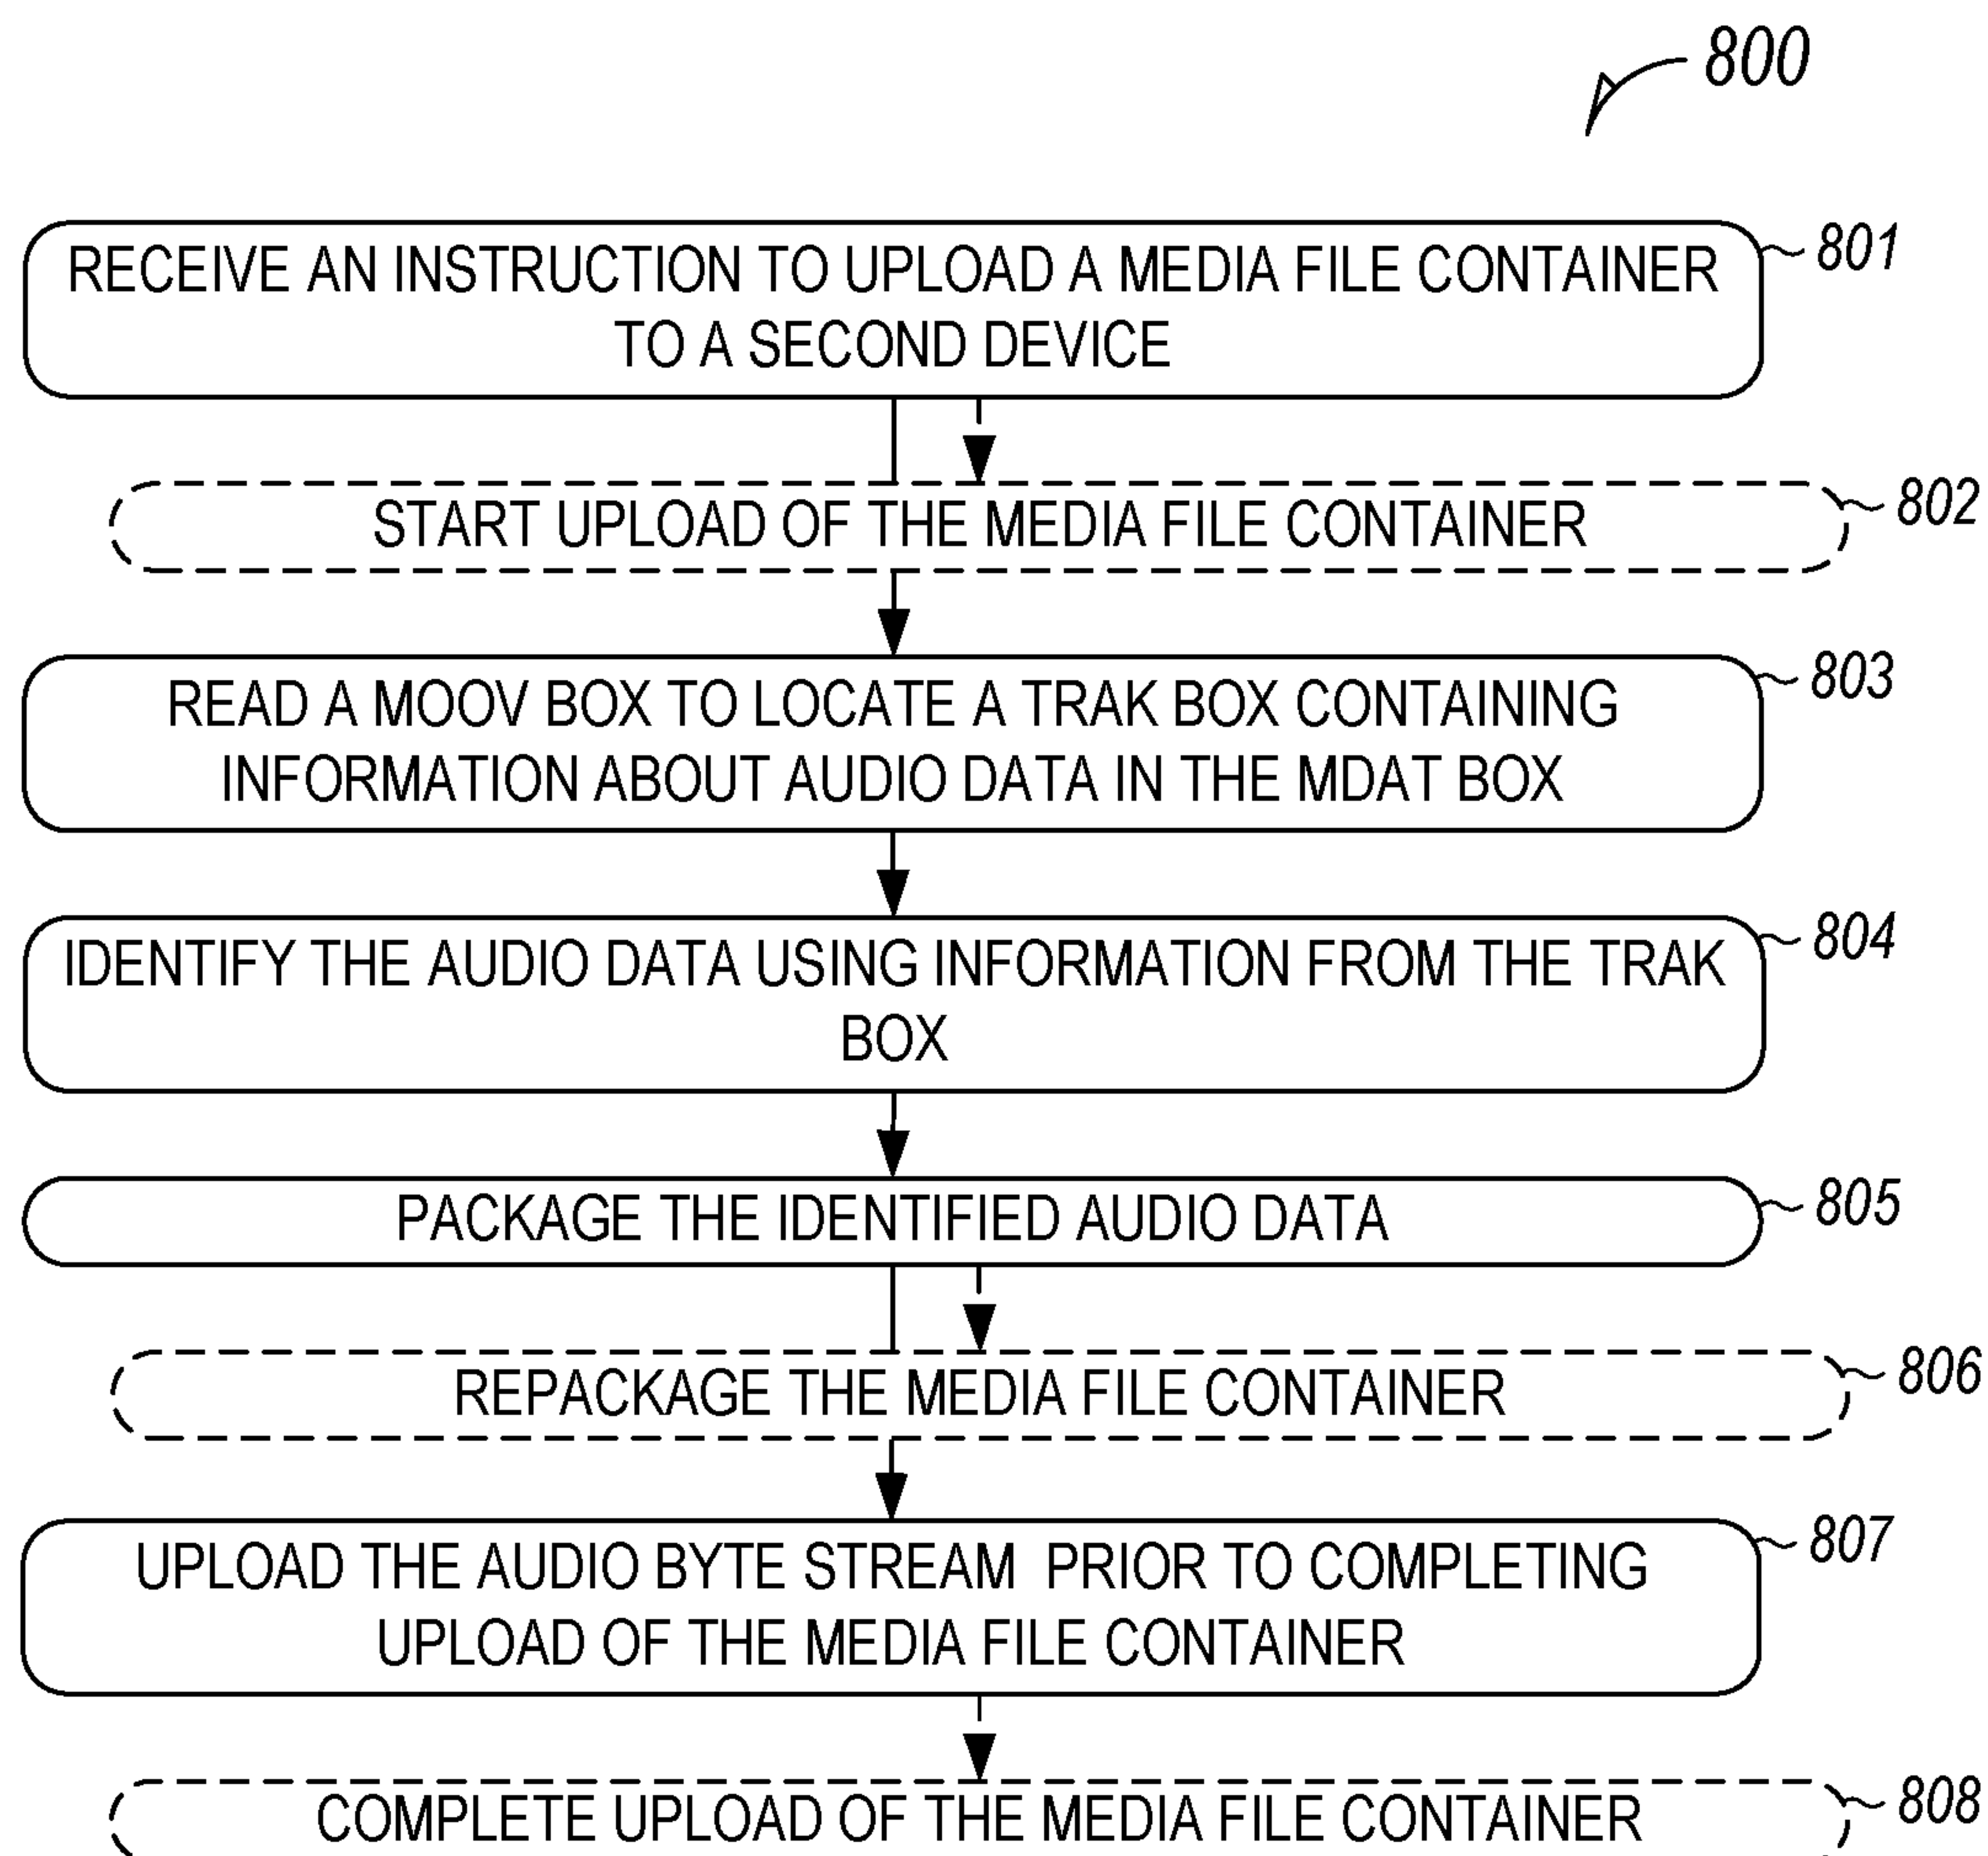 800
RECEIVE AN INSTRUCTION TO UPLOAD A MEDIA FILE CONTAINER
TO A SECOND DEVICE
801
START UPLOAD OF THE MEDIA FILE CONTAINER
802
READ A MOOV BOX TO LOCATE A TRAK BOX CONTAINING
INFORMATION ABOUT AUDIO DATA IN THE MDAT BOX
803
IDENTIFY THE AUDIO DATA USING INFORMATION FROM THE TRAK
BOX
804
PACKAGE THE IDENTIFIED AUDIO DATA
805
REPACKAGE THE MEDIA FILE CONTAINER
806
UPLOAD THE AUDIO BYTE STREAM PRIOR TO COMPLETING
UPLOAD OF THE MEDIA FILE CONTAINER
807
COMPLETE UPLOAD OF THE MEDIA FILE CONTAINER
808